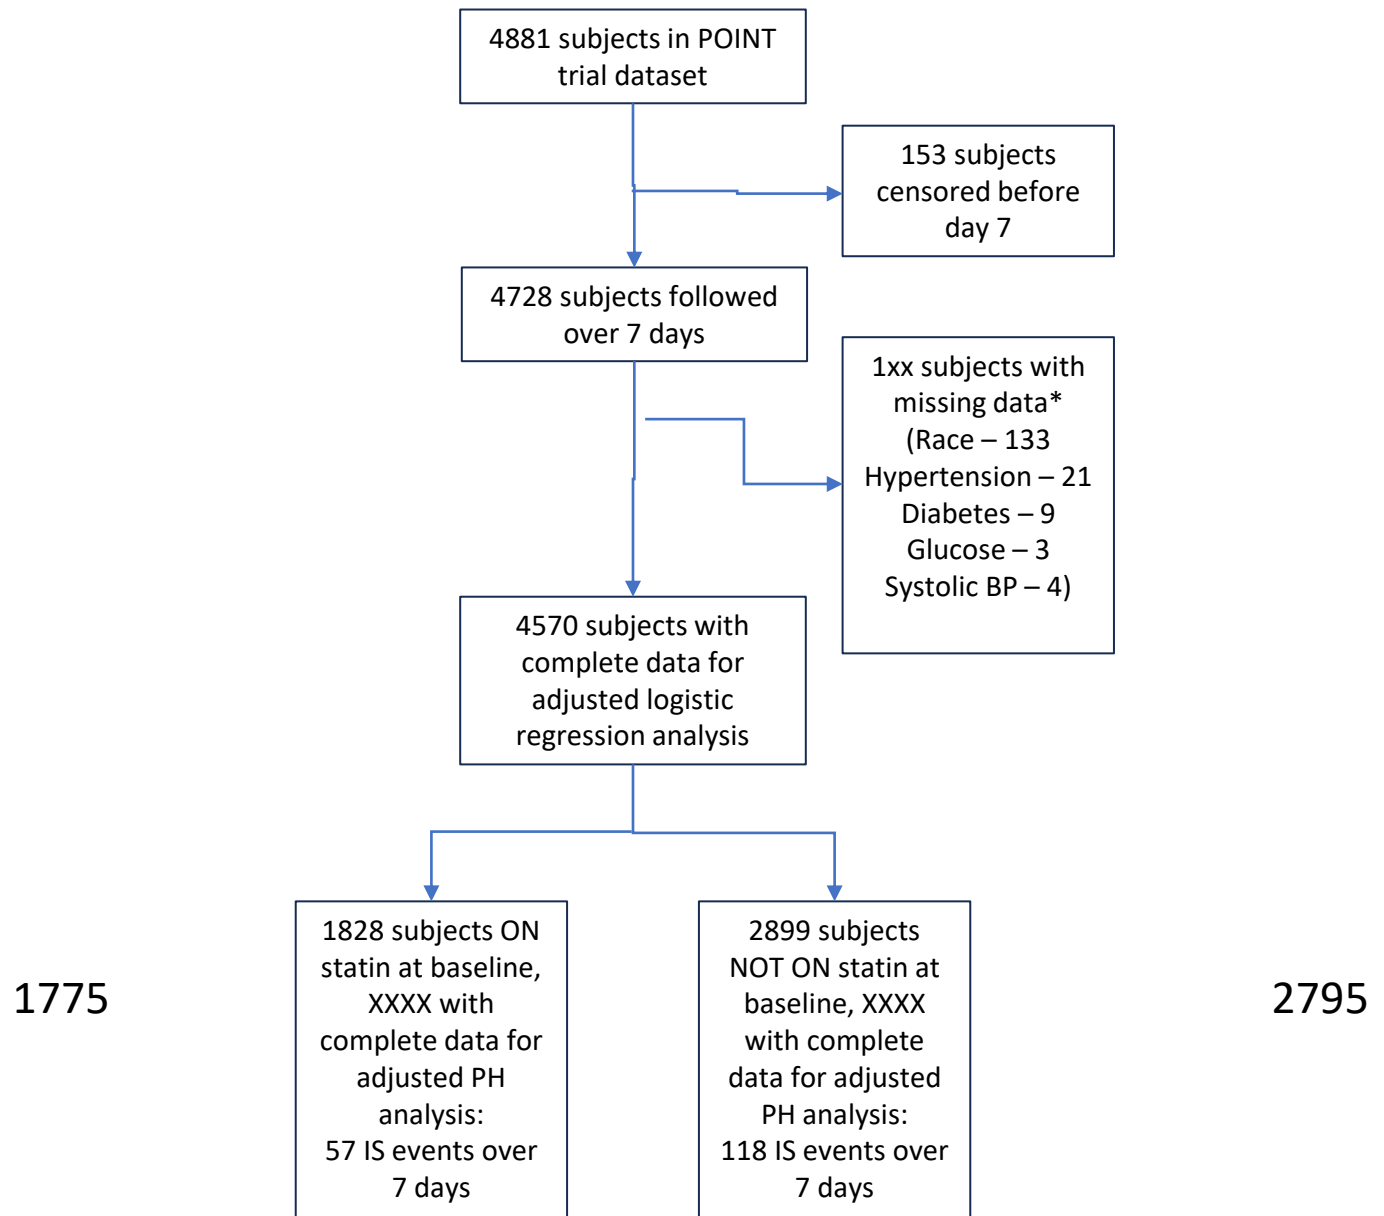 4881 subjects in POINT
trial dataset
153 subjects
censored before
day 7
4728 subjects followed
over 7 days
1xx subjects with
missing data*
(Race – 133
Hypertension – 21
Diabetes – 9
Glucose – 3
Systolic BP – 4)
4570 subjects with
complete data for
adjusted logistic
regression analysis
1775
1828 subjects ON
statin at baseline,
XXXX with
complete data for
adjusted PH
analysis:
57 IS events over
7 days
2899 subjects
NOT ON statin at
baseline, XXXX
with complete
data for adjusted
PH analysis:
118 IS events over
7 days
2795